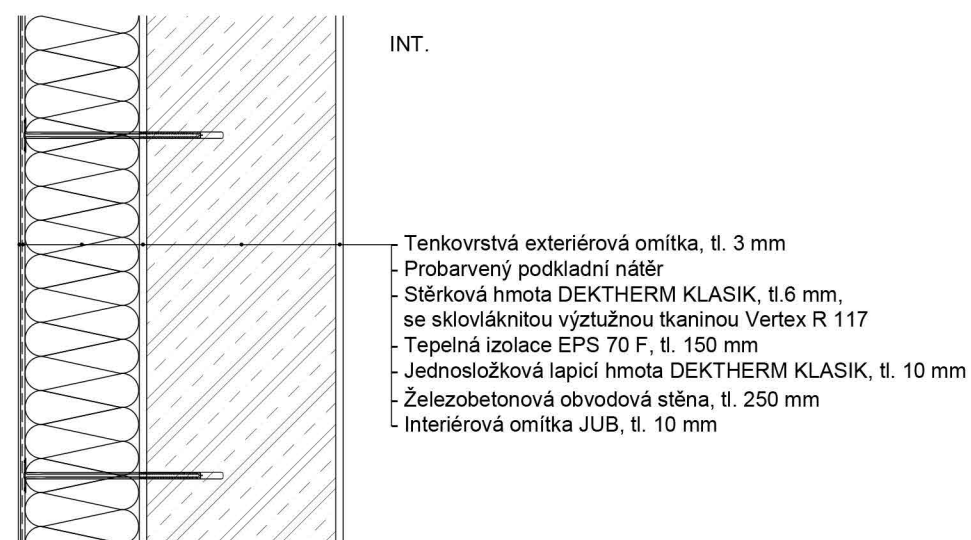 INT.
- Tenkovrstvá exteriérová omítka, tl. 3 mm
- Probarvený podkladní nátěr
- Stěrková hmota DEKTHERM KLASIK, tl.6 mm,
se sklovláknitou výztužnou tkaninou Vertex R 117
- Tepelná izolace EPS 70 F, tl. 150 mm
- Jednosložková lapicí hmota DEKTHERM KLASIK, tl. 10 mm
- Železobetonová obvodová stěna, tl. 250 mm
- Interiérová omítka JUB, tl. 10 mm